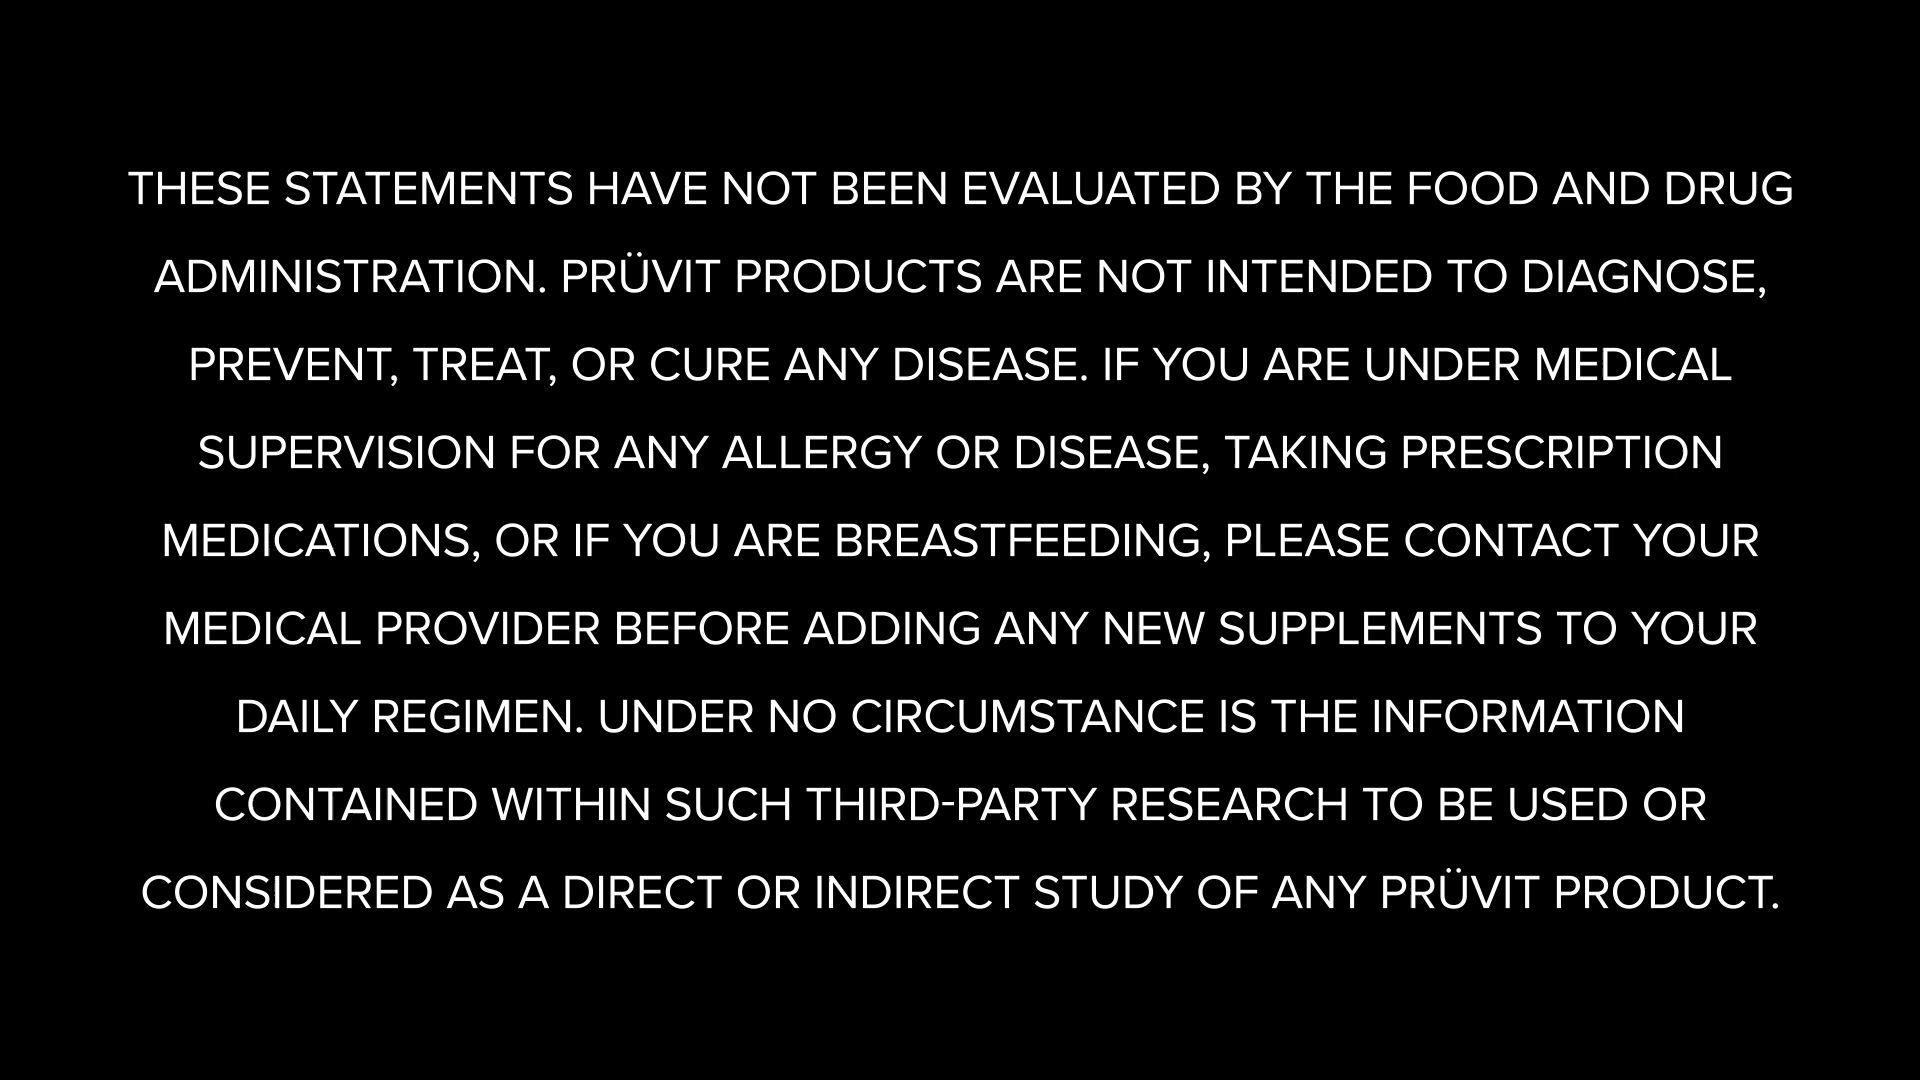 THESE STATEMENTS HAVE NOT BEEN EVALUATED BY THE FOOD AND DRUG
ADMINISTRATION. PRÜVIT PRODUCTS ARE NOT INTENDED TO DIAGNOSE,
PREVENT, TREAT, OR CURE ANY DISEASE. IF YOU ARE UNDER MEDICAL
SUPERVISION FOR ANY ALLERGY OR DISEASE, TAKING PRESCRIPTION
MEDICATIONS, OR IF YOU ARE BREASTFEEDING, PLEASE CONTACT YOUR
MEDICAL PROVIDER BEFORE ADDING ANY NEW SUPPLEMENTS TO YOUR
DAILY REGIMEN. UNDER NO CIRCUMSTANCE IS THE INFORMATION
CONTAINED WITHIN SUCH THIRD-PARTY RESEARCH TO BE USED OR
CONSIDERED AS A DIRECT OR INDIRECT STUDY OF ANY PRÜVIT PRODUCT.